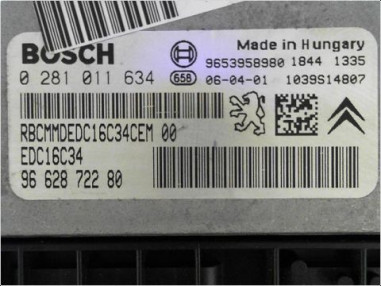 BOSCH
Made in Hungary
9653958980 1844 1335
0 281 011 634
656 06-04-01 1039S14807
RBCMMDEDC16C34CEM 00
EDC16C34
96 628 722 80